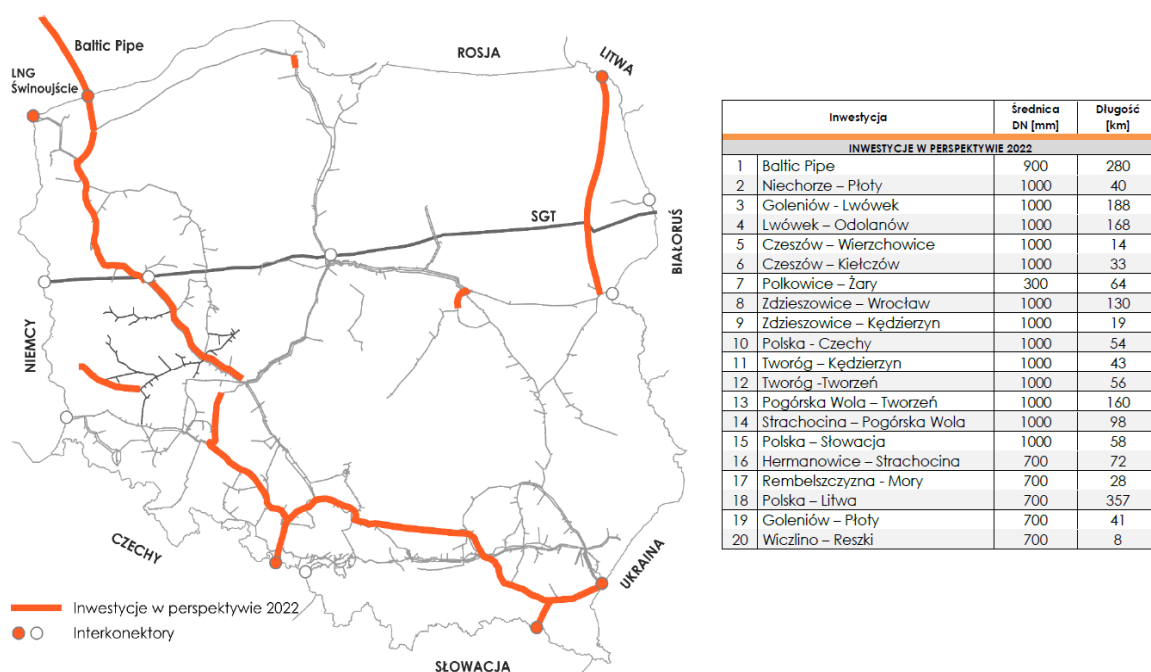 Baltic Pipe
LNG
Świnoujście
ROSJA
LITWA
SGT
BIAŁORUŚ
NIEMCY
CZECHY
UKRAINA
SŁOWACJA
Inwestycje w perspektywie 2022
Interkonektory
Inwestycja Średnica DN [mm] Długość [km]
INWESTYCJE W PERSPEKTYWIE 2022
1 Baltic Pipe 900 280
2 Niechorze – Płoty 1000 40
3 Goleniów - Lwówek 1000 188
4 Lwówek – Odolanów 1000 168
5 Czeszów – Wierzchowice 1000 14
6 Czeszów – Kiełczów 1000 33
7 Polkowice – Żary 300 64
8 Zdzieszowice – Wrocław 1000 130
9 Zdzieszowice – Kędzierzyn 1000 19
10 Polska - Czechy 1000 54
11 Tworóg – Kędzierzyn 1000 43
12 Tworóg -Tworzeń 1000 56
13 Pogórska Wola – Tworzeń 1000 160
14 Strachocina – Pogórska Wola 1000 98
15 Polska – Słowacja 1000 58
16 Hermanowice – Strachocina 700 72
17 Rembelszczyzna - Mory 700 28
18 Polska – Litwa 700 357
19 Goleniów – Płoty 700 41
20 Wiczlino – Reszki 700 8